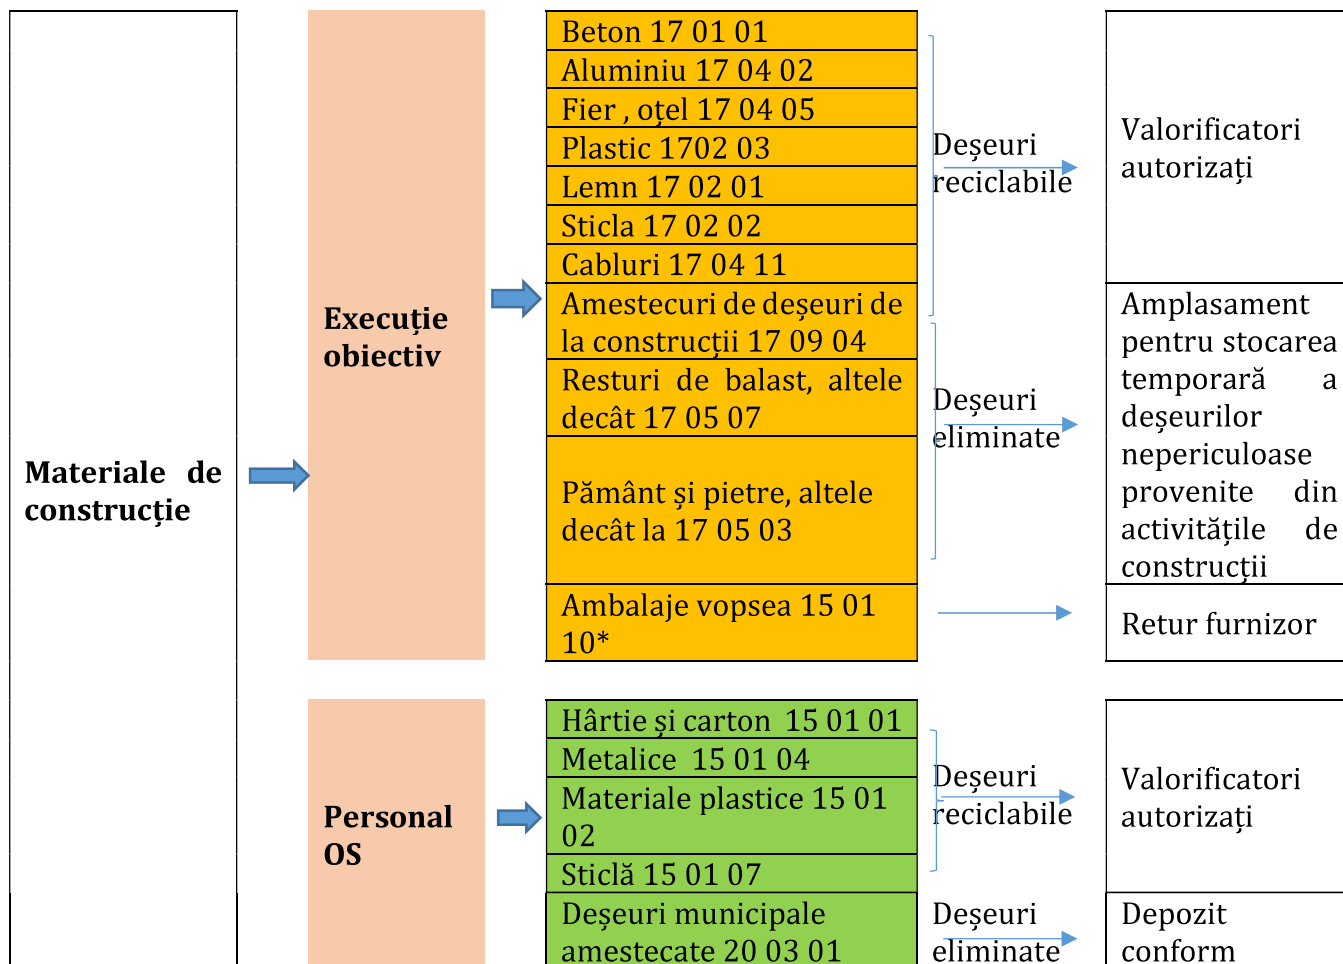 Materiale de
construcție
Execuție
obiectiv
Beton 17 01 01
Aluminiu 17 04 02
Fier , oțel 17 04 05
Plastic 1702 03
Lemn 17 02 01
Sticla 17 02 02
Cabluri 17 04 11
Amestecuri de deșeuri de
la construcții 17 09 04
Resturi de balast, altele
decât 17 05 07
Pământ și pietre, altele
decât la 17 05 03
Ambalaje vopsea 15 01
10*
Deșeuri
reciclabile
Deșeuri
eliminate
Valorificatori
autorizați
Amplasament
pentru stocarea
temporară a
deșeurilor
nepericuloase
provenite din
activitățile de
construcții
Retur furnizor
Personal
OS
Hârtie și carton 15 01 01
Metalice 15 01 04
Materiale plastice 15 01
02
Sticlă 15 01 07
Deșeuri municipale
amestecate 20 03 01
Deșeuri
reciclabile
Deșeuri
eliminate
Valorificatori
autorizați
Depozit
conform